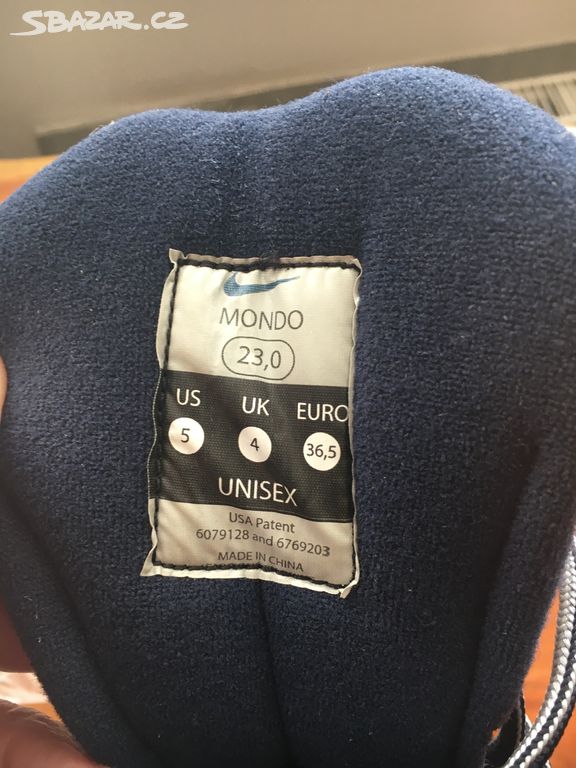 SBAZAR.CZ
MONDO
23,0
US UK EURO
5 4 36,5
UNISEX
USA Patent
6079128 and 6769203
MADE IN CHINA